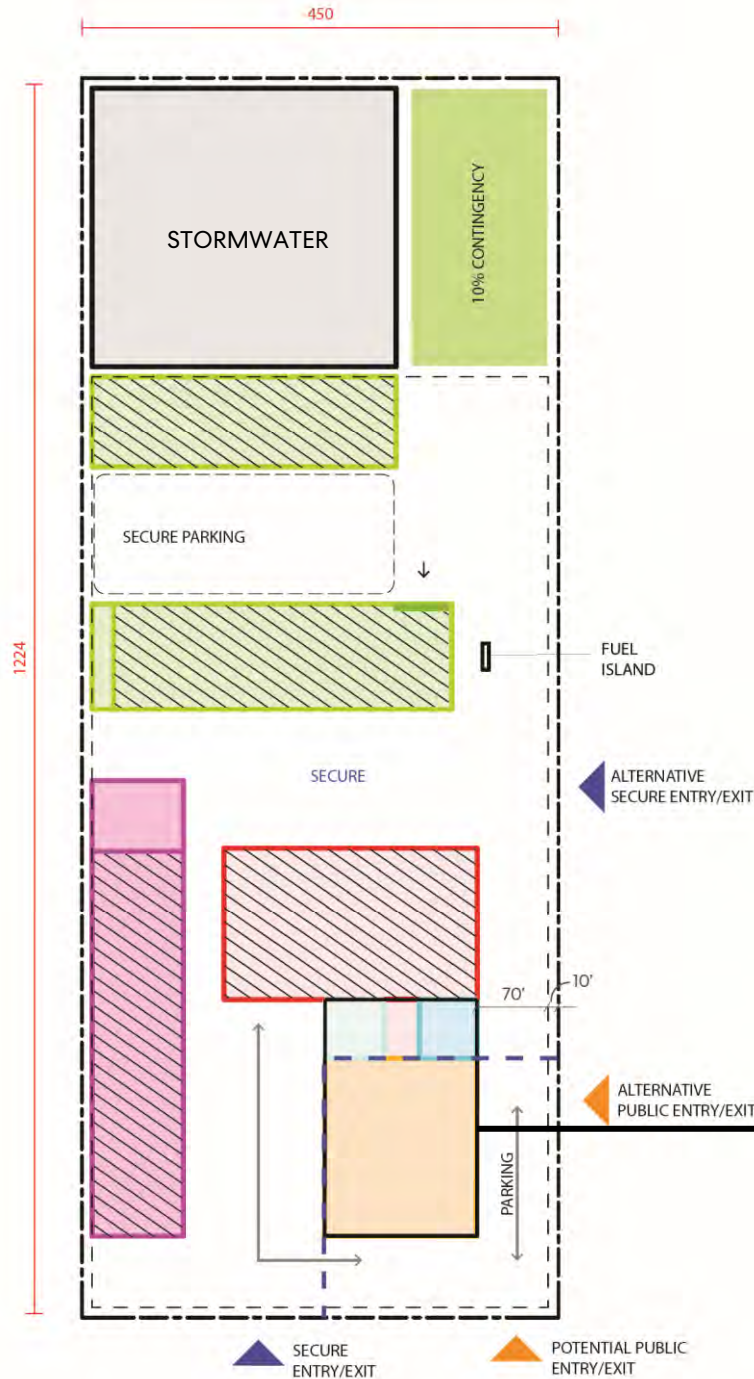 450
1224
STORMWATER
10% CONTINGENCY
SECURE PARKING
FUEL
ISLAND
SECURE
ALTERNATIVE
SECURE ENTRY/EXIT
70'
10'
ALTERNATIVE
PUBLIC ENTRY/EXIT
PARKING
SECURE
ENTRY/EXIT
POTENTIAL PUBLIC
ENTRY/EXIT